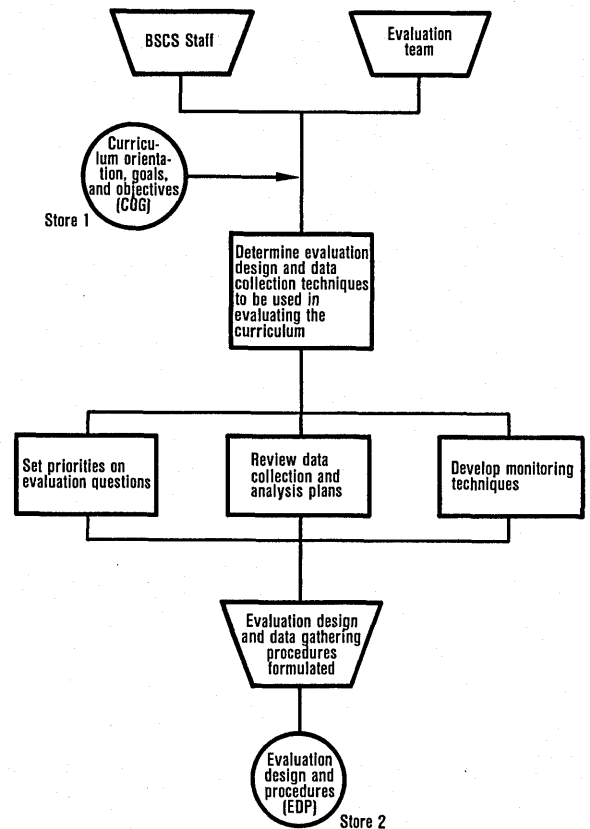 BSCS Staff
Evaluation
team
Curricu-
lum orienta-
tion, goals,
and objectives
(COG)
Store 1
Determine evaluation
design and data
collection techniques
to be used in
evaluating the
curriculum
Set priorities on
evaluation questions
Review data
collection and
analysis plans
Develop monitoring
techniques
Evaluation design
and data gathering
procedures
formulated
Evaluation
design and
procedures
(EDP)
Store 2